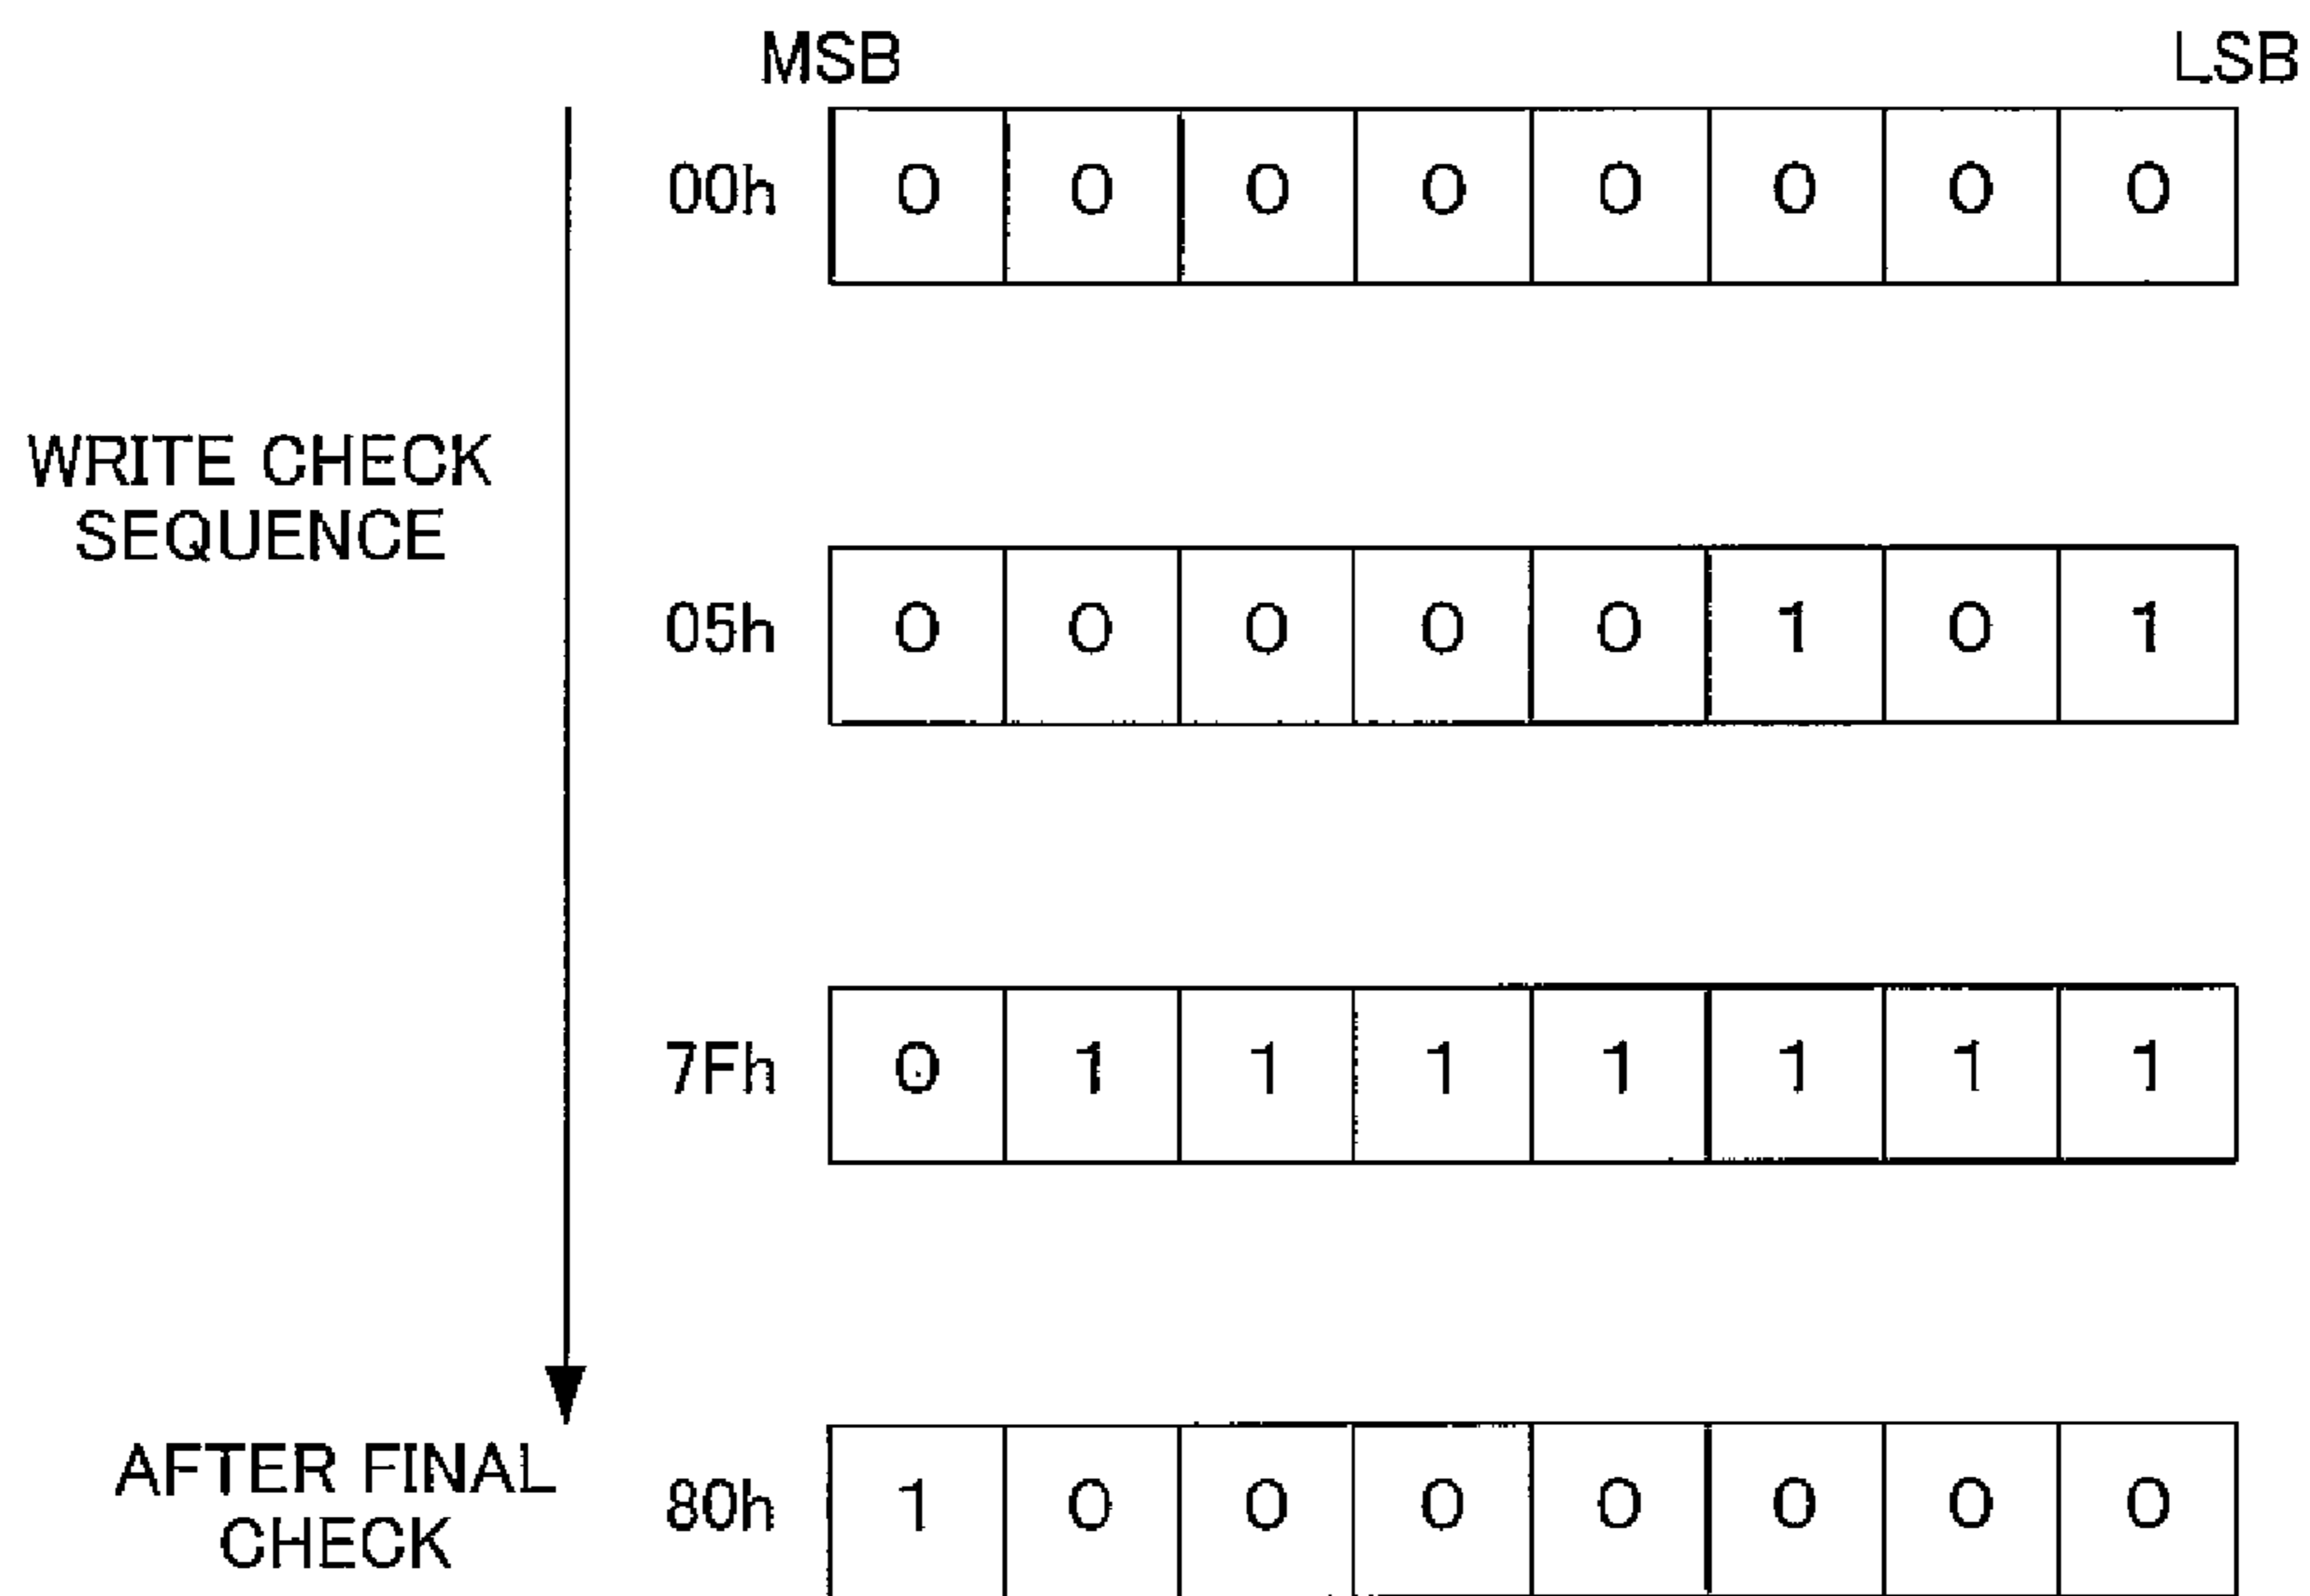 MSB LSB
00h 0 0 0 0 0 0 0 0
WRITE CHECK
SEQUENCE
05h 0 0 0 0 0 1 0 1
7Fh 0 1 1 1 1 1 1 1
AFTER FINAL
CHECK
80h 1 0 0 0 0 0 0 0